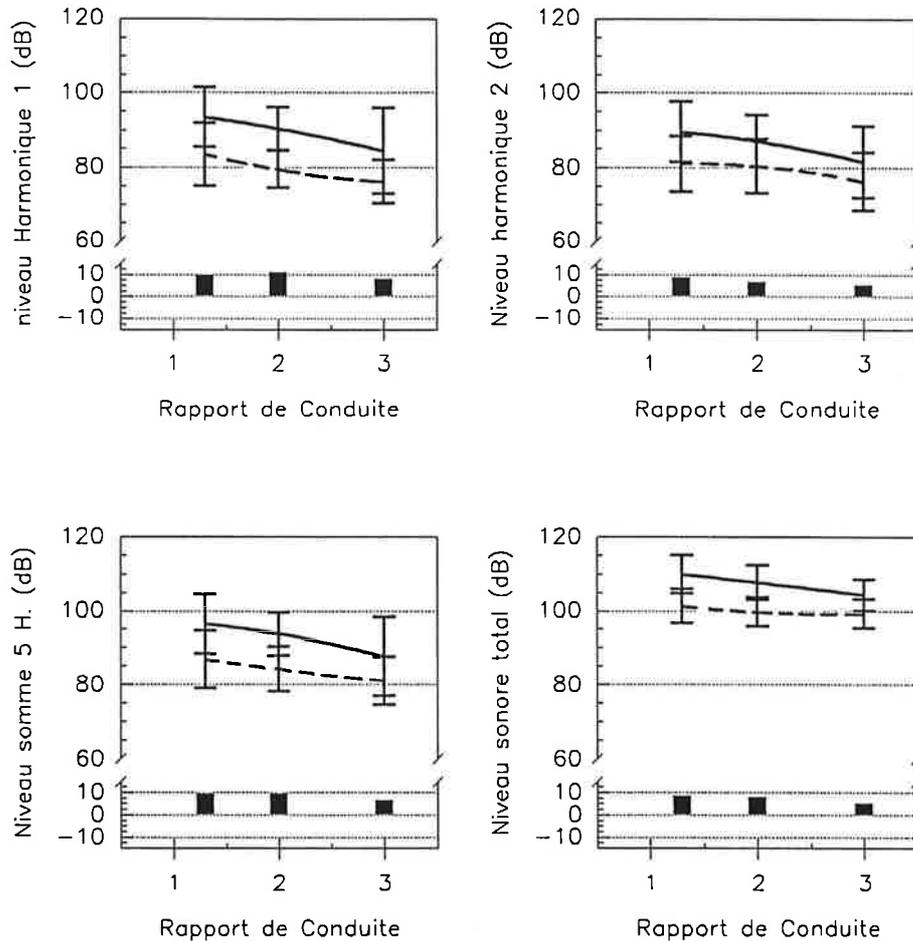 niveau Harmonique 1 (dB)
120
100
80
60
10
0
−10
1 2 3
Rapport de Conduite
Niveau harmonique 2 (dB)
120
100
80
60
10
0
−10
1 2 3
Rapport de Conduite
Niveau somme 5 H. (dB)
120
100
80
60
10
0
−10
1 2 3
Rapport de Conduite
Niveau sonore total (dB)
120
100
80
60
10
0
−10
1 2 3
Rapport de Conduite